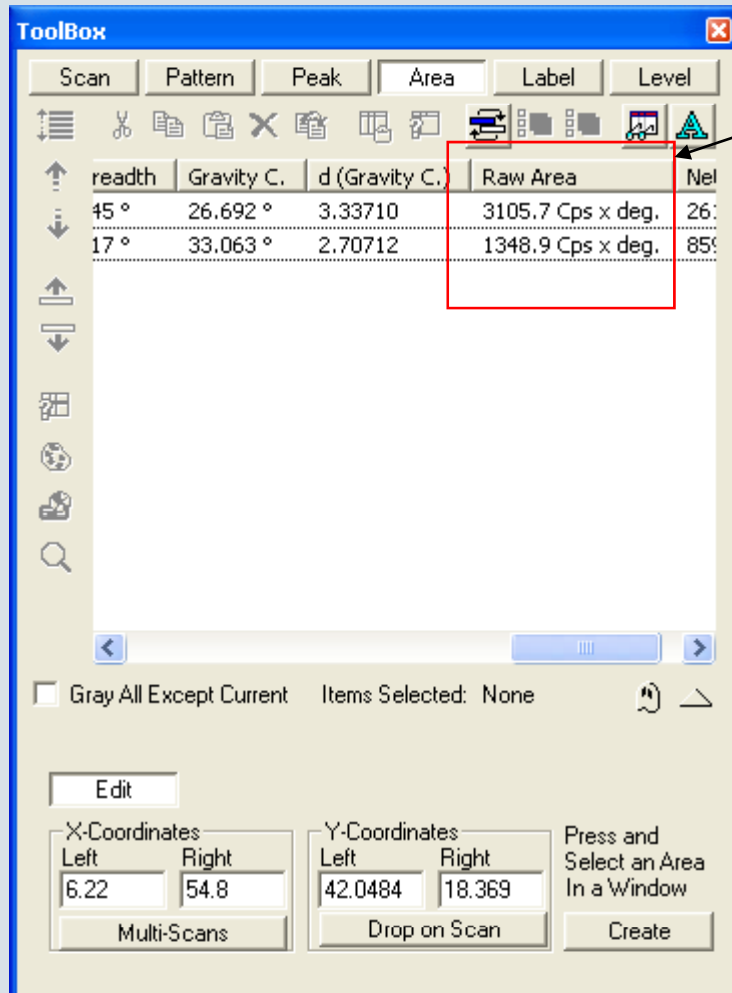 ToolBox
Scan Pattern Peak Area Label Level
readth Gravity C. d (Gravity C.) Raw Area Net
45 ° 26.692 ° 3.33710 3105.7 Cps x deg. 261
17 ° 33.063 ° 2.70712 1348.9 Cps x deg. 859
Gray All Except Current Items Selected: None
Edit
X-Coordinates Y-Coordinates Press and
Left Right Left Right Select an Area
6.22 54.8 42.0484 18.369 In a Window
Multi-Scans Drop on Scan Create